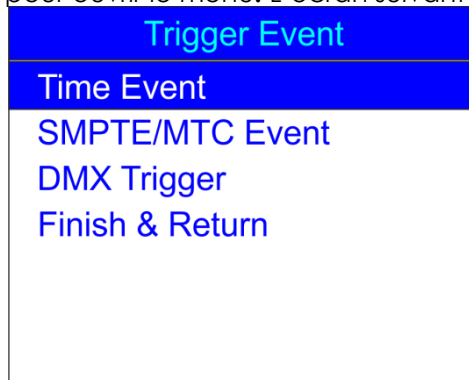 Trigger Event
Time Event
SMPTE/MTC Event
DMX Trigger
Finish & Return